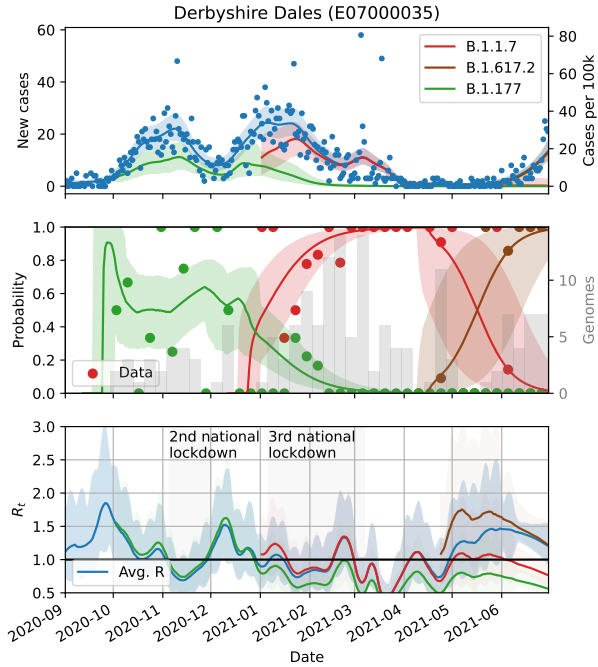 Derbyshire Dales (E07000035)
60
40
20
0
New cases
80
60
40
20
0
Cases per 100k
B.1.1.7
B.1.617.2
B.1.177
1.0
0.8
0.6
0.4
0.2
0.0
Probability
10
5
0
Genomes
Data
3.0
2.5
2.0
1.5
1.0
0.5
Rt
2nd national
lockdown
3rd national
lockdown
Avg. R
2020-09
2020-10
2020-11
2020-12
2021-01
2021-02
2021-03
2021-04
2021-05
2021-06
Date